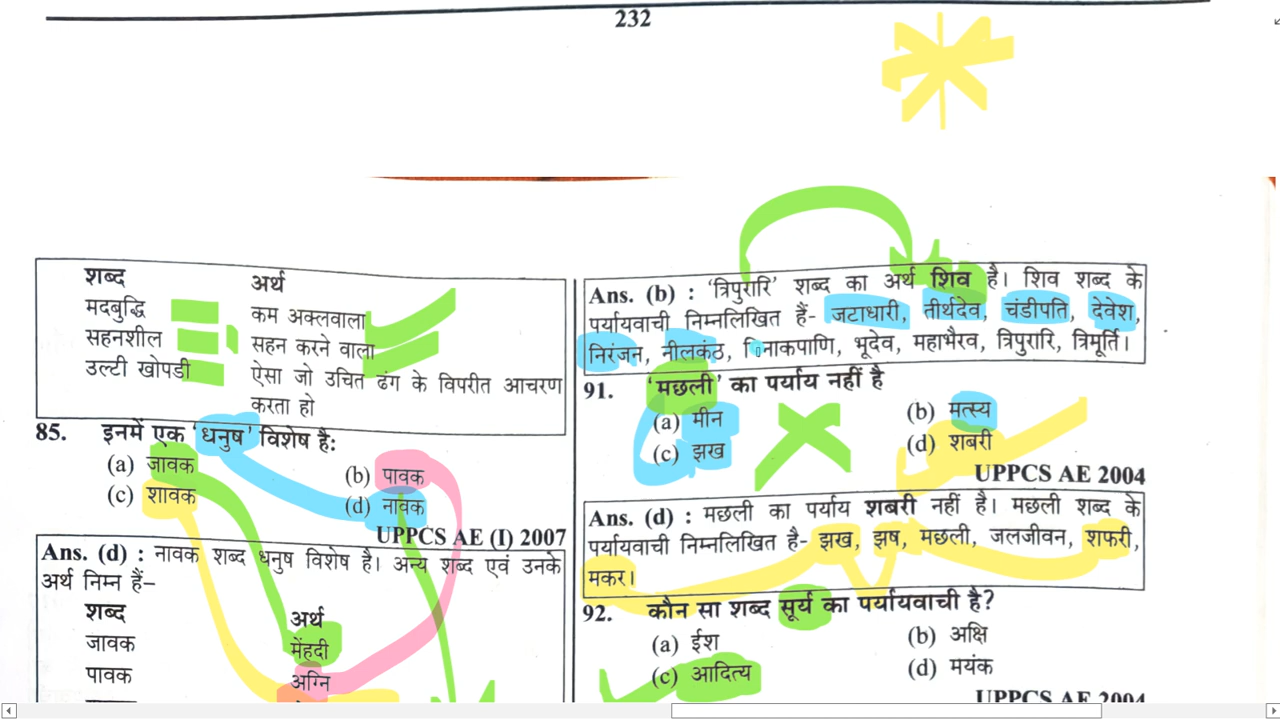 232
शब्द अर्थ
मदबुद्धि कम अक्लवाला
सहनशील सहन करने वाला
उल्टी खोपडी ऐसा जो उचित ढंग के विपरीत आचरण
करता हो
85. इनमें एक 'धनुष' विशेष है:
(a) जावक (b) पावक
(c) शावक (d) नावक
UPPCS AE (I) 2007
Ans. (d) : नावक शब्द धनुष विशेष है। अन्य शब्द एवं उनके
अर्थ निम्न हैं–
शब्द अर्थ
जावक मेंहदी
पावक अग्नि
Ans. (b) : 'त्रिपुरारि' शब्द का अर्थ शिव है। शिव शब्द के
पर्यायवाची निम्नलिखित हैं- जटाधारी, तीर्थदेव, चंडीपति, देवेश,
निरंजन, नीलकंठ, पिनाकपाणि, भूदेव, महाभैरव, त्रिपुरारि, त्रिमूर्ति।
91. 'मछली' का पर्याय नहीं है
(a) मीन (b) मत्स्य
(c) झख (d) शबरी
UPPCS AE 2004
Ans. (d) : मछली का पर्याय शबरी नहीं है। मछली शब्द के
पर्यायवाची निम्नलिखित है- झख, झष, मछली, जलजीवन, शफरी,
मकर।
92. कौन सा शब्द सूर्य का पर्यायवाची है?
(a) ईश (b) अक्षि
(c) आदित्य (d) मयंक
UPPCS AE 2004